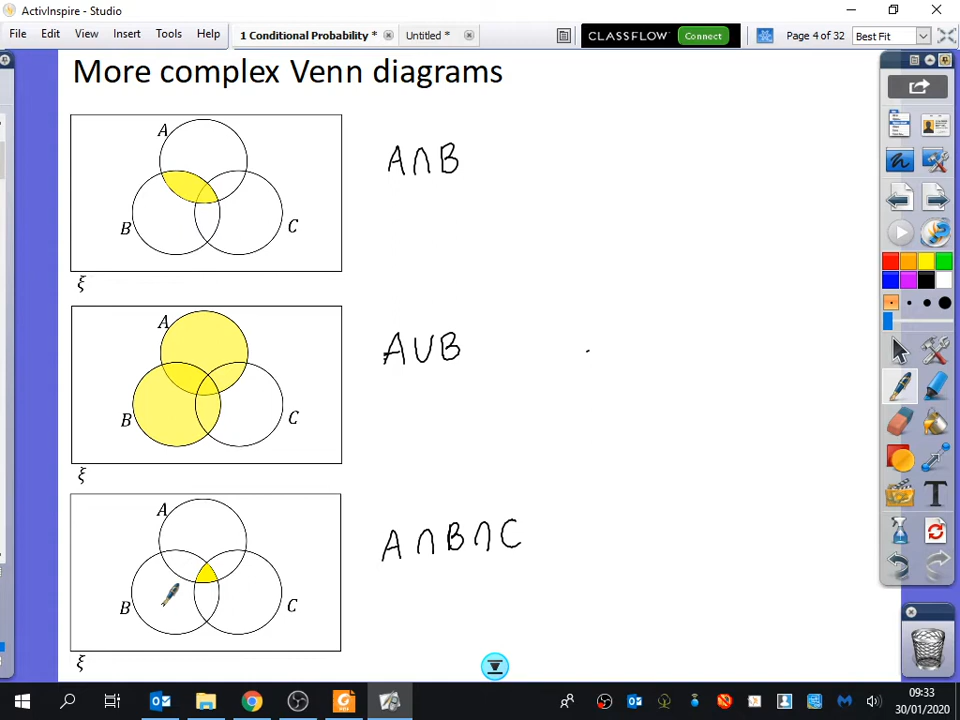 ActivInspire - Studio
File Edit View Insert Tools Help 1 Conditional Probability * Untitled * CLASSFLOW Connect Page 4 of 32 Best Fit
More complex Venn diagrams
A
B
C
ξ
A∩B
A
B
C
ξ
A∪B
A
B
C
ξ
A∩B∩C
09:33
30/01/2020